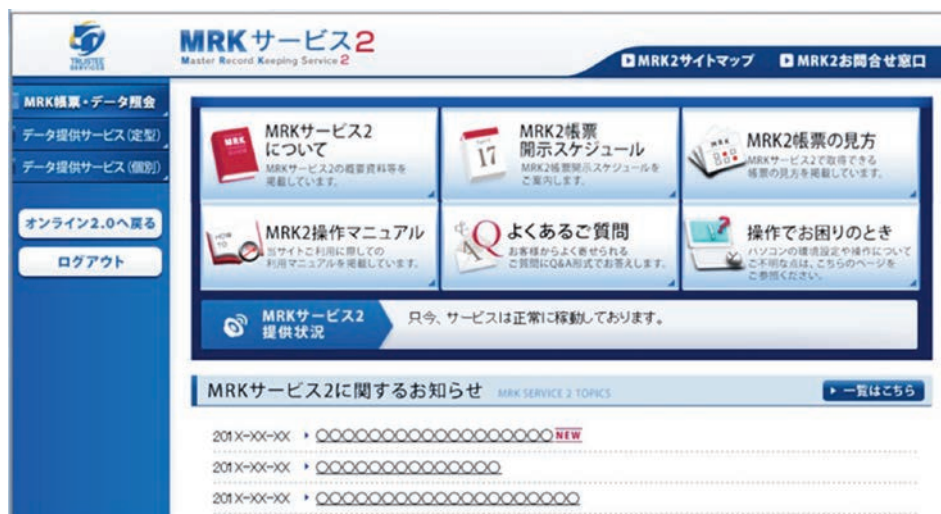 TRUSTEE
SERVICES
MRKサービス2
Master Record Keeping Service 2
MRK2サイトマップ
MRK2お問合せ窓口
MRK帳票・データ照会
データ提供サービス(定型)
データ提供サービス(個別)
オンライン2.0へ戻る
ログアウト
MRK
MRKサービス2
について
MRKサービス2の概要資料等を
掲載しています。
17
MRK2帳票
開示スケジュール
MRK2帳票開示スケジュールを
ご案内します。
MRK
MRK2帳票の見方
MRKサービス2で取得できる
帳票の見方を掲載しています。
HOW
TO
MRK2操作マニュアル
当サイトご利用に際しての
利用マニュアルを掲載しています。
Q
A
よくあるご質問
お客様からよく寄せられる
ご質問にQ&A形式でお答えします。
?
操作でお困りのとき
パソコンの環境設定や操作について
ご不明な点は、こちらのページを
ご参照ください。
MRKサービス2
提供状況
只今、サービスは正常に稼動しております。
MRKサービス2に関するお知らせ
MRK SERVICE 2 TOPICS
一覧はこちら
201X-XX-XX ○○○○○○○○○○○○○○○○○○ NEW
201X-XX-XX ○○○○○○○○○○○○○○
201X-XX-XX ○○○○○○○○○○○○○○○○○○○○